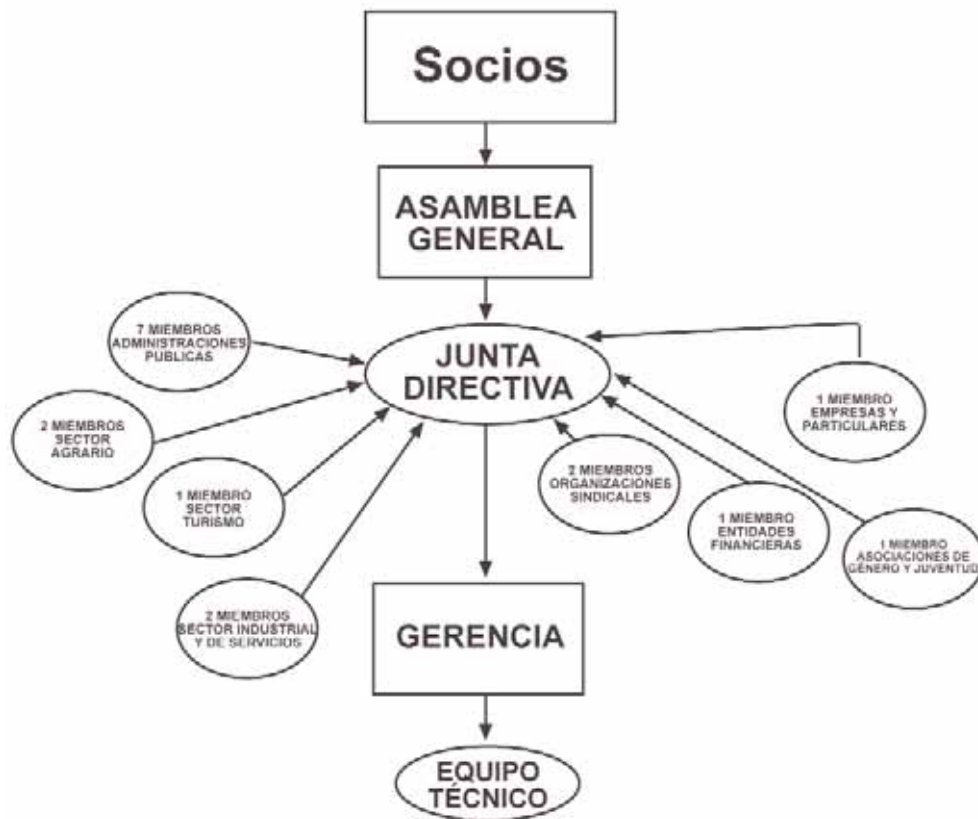 Socios
ASAMBLEA
GENERAL
JUNTA
DIRECTIVA
7 MIEMBROS
ADMINISTRACIONES
PUBLICAS
2 MIEMBROS
SECTOR
AGRARIO
1 MIEMBRO
SECTOR
TURISMO
2 MIEMBROS
SECTOR INDUSTRIAL
Y DE SERVICIOS
2 MIEMBROS
ORGANIZACIONES
SINDICALES
1 MIEMBRO
ENTIDADES
FINANCIERAS
1 MIEMBRO
ASOCIACIONES DE
GÉNERO Y JUVENTUD
1 MIEMBRO
EMPRESAS Y
PARTICULARES
GERENCIA
EQUIPO
TÉCNICO